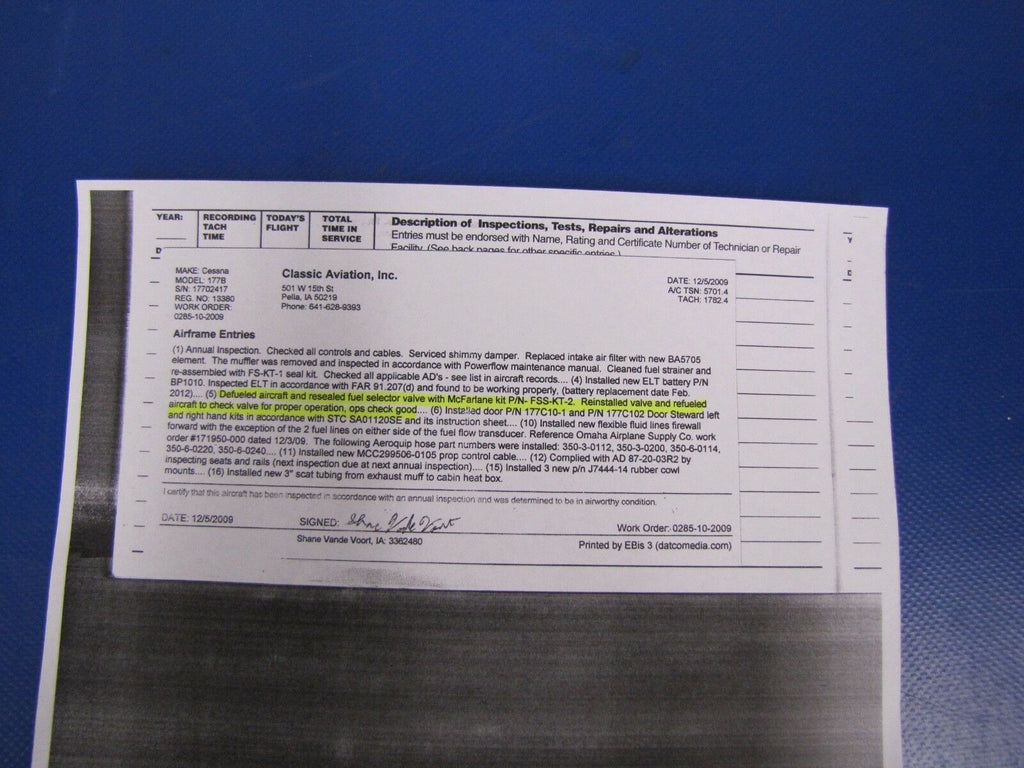 YEAR:
RECORDING TACH TIME
TODAY'S FLIGHT
TOTAL TIME IN SERVICE
Description of Inspections, Tests, Repairs and Alterations
Entries must be endorsed with Name, Rating and Certificate Number of Technician or Repair
Facility. (See back pages for other specific entries.)
Y
D
MAKE: Cessna
MODEL: 177B
S/N: 17702417
REG. NO: 13380
WORK ORDER:
0285-10-2009
Classic Aviation, Inc.
501 W 15th St
Pella, IA 50219
Phone: 641-628-9393
DATE: 12/5/2009
A/C TSN: 5701.4
TACH: 1782.4
Airframe Entries
(1) Annual Inspection. Checked all controls and cables. Serviced shimmy damper. Replaced intake air filter with new BA5705
element. The muffler was removed and inspected in accordance with Powerflow maintenance manual. Cleaned fuel strainer and
re-assembled with FS-KT-1 seal kit. Checked all applicable AD's - see list in aircraft records.... (4) Installed new ELT battery P/N
BP1010. Inspected ELT in accordance with FAR 91.207(d) and found to be working properly, (battery replacement date Feb.
2012).... (5) Defueled aircraft and resealed fuel selector valve with McFarlane kit P/N- FSS-KT-2. Reinstalled valve and refueled
aircraft to check valve for proper operation, ops check good.... (6) Installed door P/N 177C10-1 and P/N 177C102 Door Steward left
and right hand kits in accordance with STC SA01120SE and its instruction sheet.... (10) Installed new flexible fluid lines firewall
forward with the exception of the 2 fuel lines on either side of the fuel flow transducer. Reference Omaha Airplane Supply Co. work
order #171950-000 dated 12/3/09. The following Aeroquip hose part numbers were installed: 350-3-0112, 350-3-0200, 350-6-0114,
350-6-0220, 350-6-0240.... (11) Installed new MCC299506-0105 prop control cable.... (12) Complied with AD 87-20-03R2 by
inspecting seats and rails (next inspection due at next annual inspection).... (15) Installed 3 new p/n J7444-14 rubber cowl
mounts.... (16) Installed new 3" scat tubing from exhaust muff to cabin heat box.
I certify that this aircraft has been inspected in accordance with an annual inspection and was determined to be in airworthy condition.
DATE: 12/5/2009
SIGNED: Shane Vande Voort
Work Order: 0285-10-2009
Shane Vande Voort, IA: 3362480
Printed by EBis 3 (datcomedia.com)